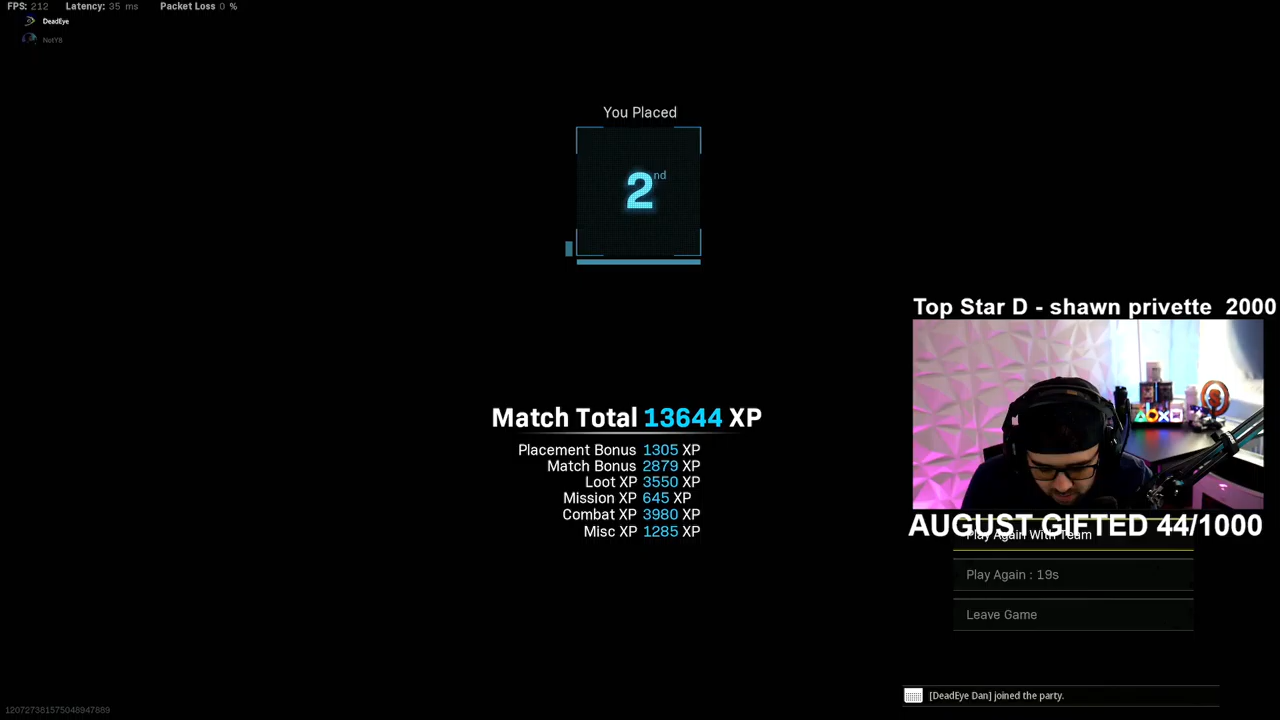 FPS: 212 Latency: 35 ms Packet Loss 0 %
DeadEye
NotYB
You Placed
2nd
Top Star D - shawn privette 2000
Match Total 13644 XP
Placement Bonus 1305 XP
Match Bonus 2879 XP
Loot XP 3550 XP
Mission XP 645 XP
Combat XP 3980 XP
Misc XP 1285 XP
AUGUST GIFTED 44/1000
Play Again With Team
Play Again : 19s
Leave Game
[DeadEye Dan] joined the party.
120727381575048947889